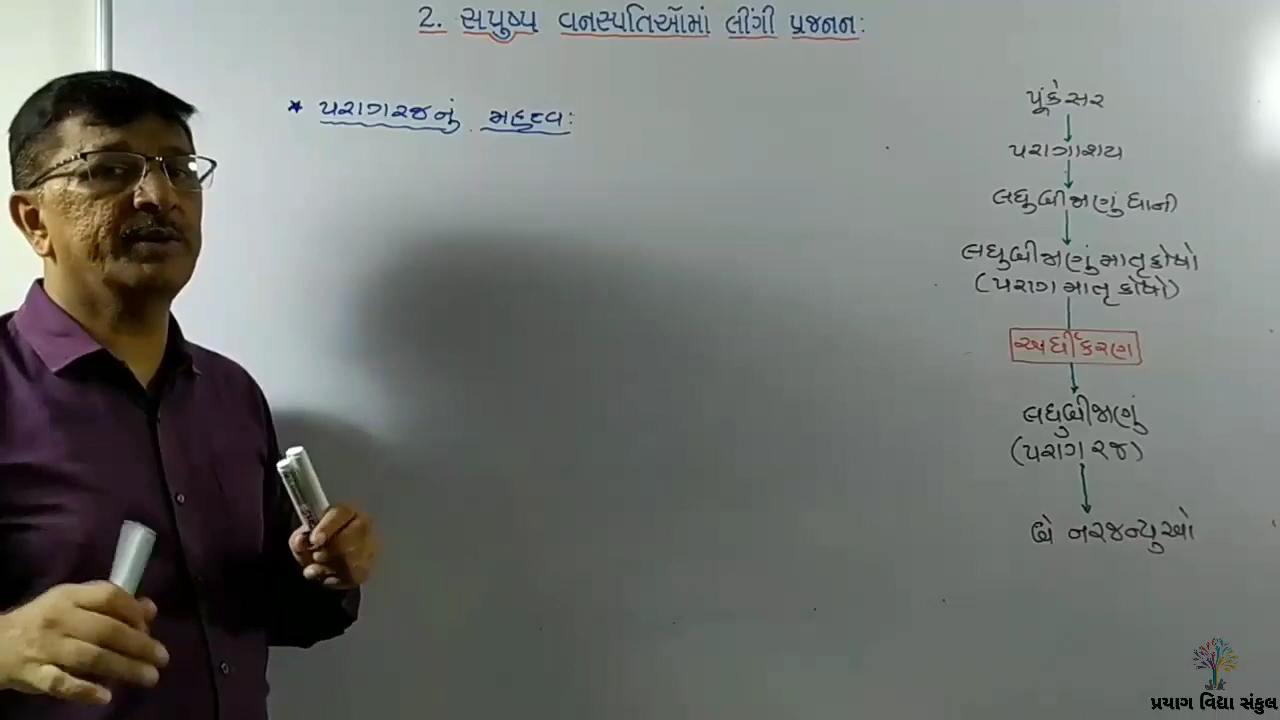 2. સપુષ્પ વનસ્પતિઓમાં લીંગી પ્રજનન:
* પરાગરજનું મહત્વ:
પૂંકેસર
પરાગાશય
લઘુબીજાણુંધાની
લઘુબીજાણુંમાતૃકોષો
(પરાગમાતૃકોષો)
અર્ધીકરણ
લઘુબીજાણું
(પરાગરજ)
બે નરજન્યુઓ
પ્રયાગ વિદ્યા સંકુલ